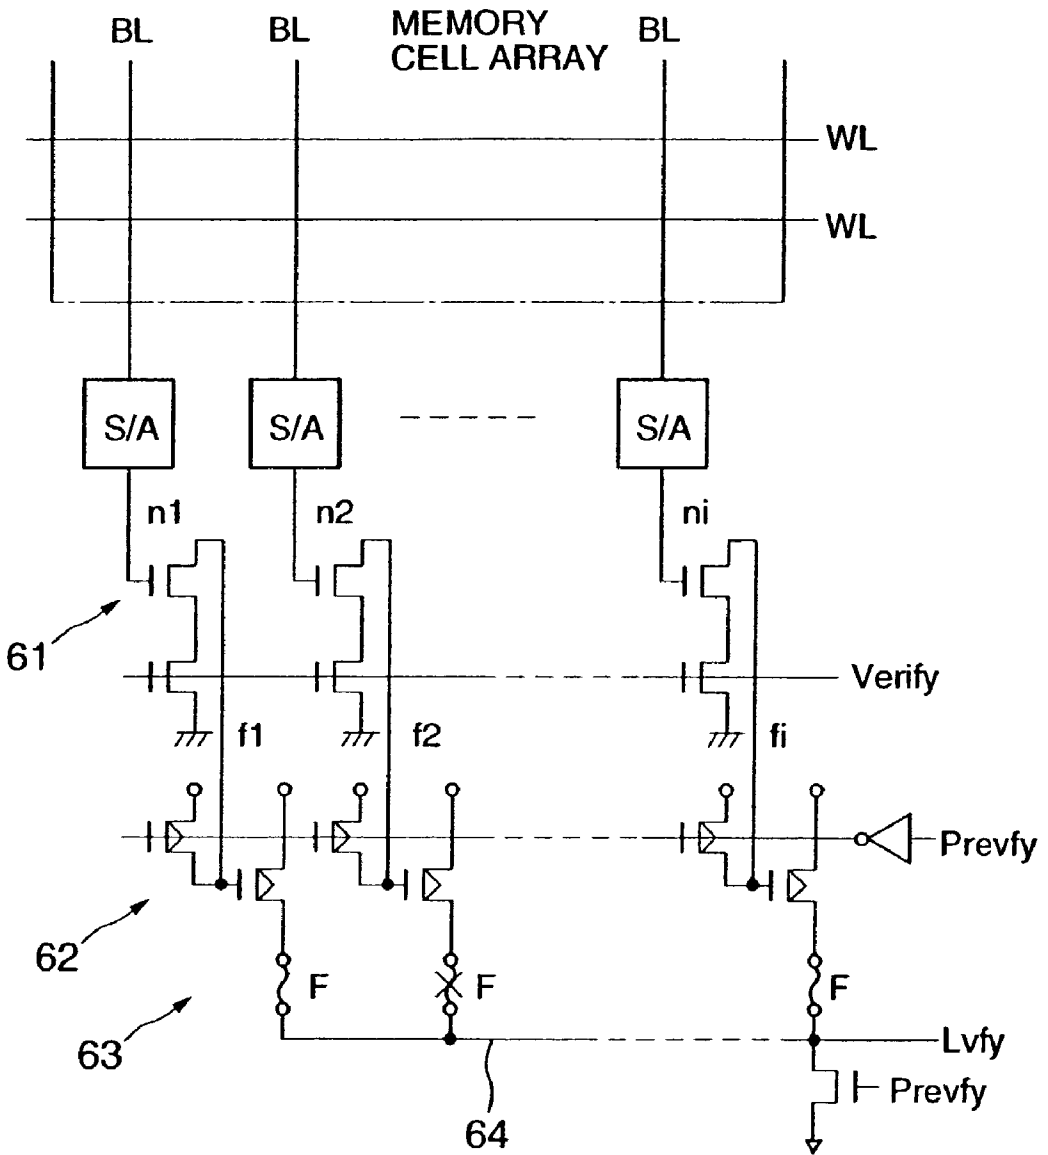 BL BL MEMORY CELL ARRAY BL
WL
WL
S/A S/A S/A
n1 n2 ni
61
Verify
f1 f2 fi
Prevfy
62
F F F
63
Lvfy
Prevfy
64